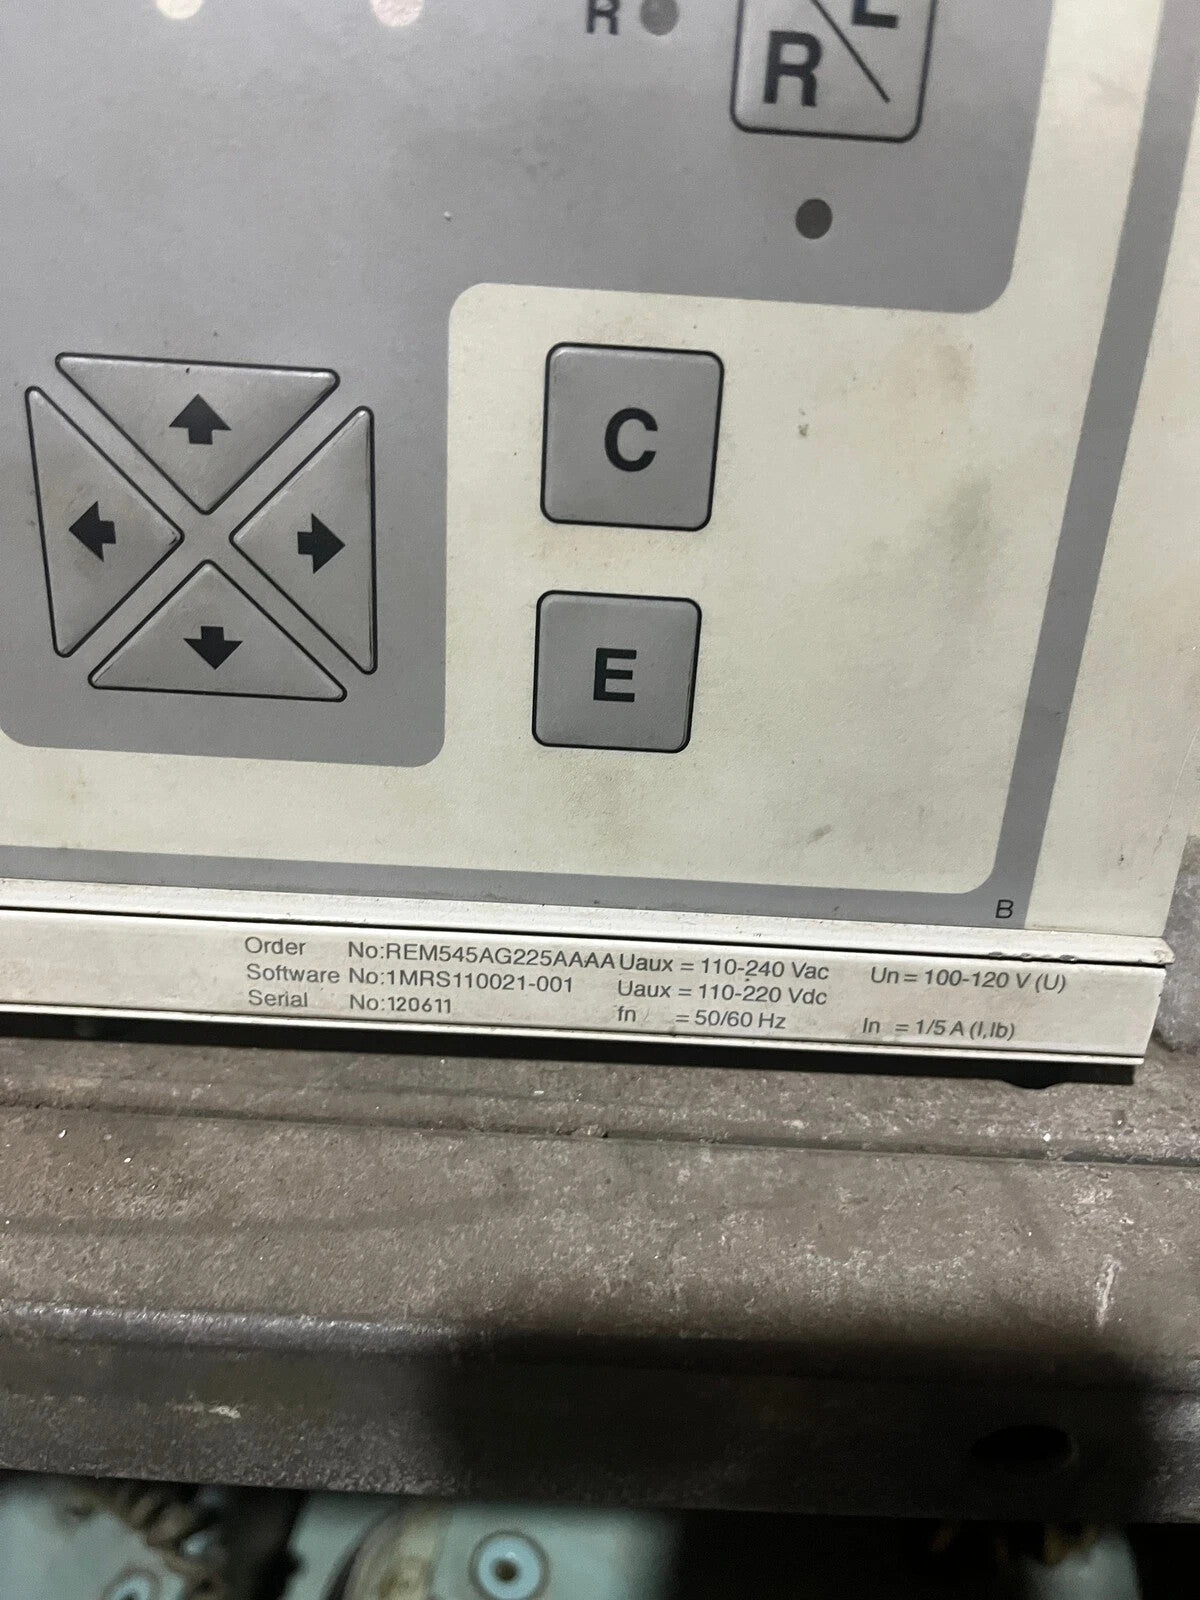 R
L
R
C
E
B
Order No:REM545AG225AAAA Uaux = 110-240 Vac Un = 100-120 V (U)
Software No:1MRS110021-001 Uaux = 110-220 Vdc
Serial No:120611 fn = 50/60 Hz In = 1/5 A (I,Ib)